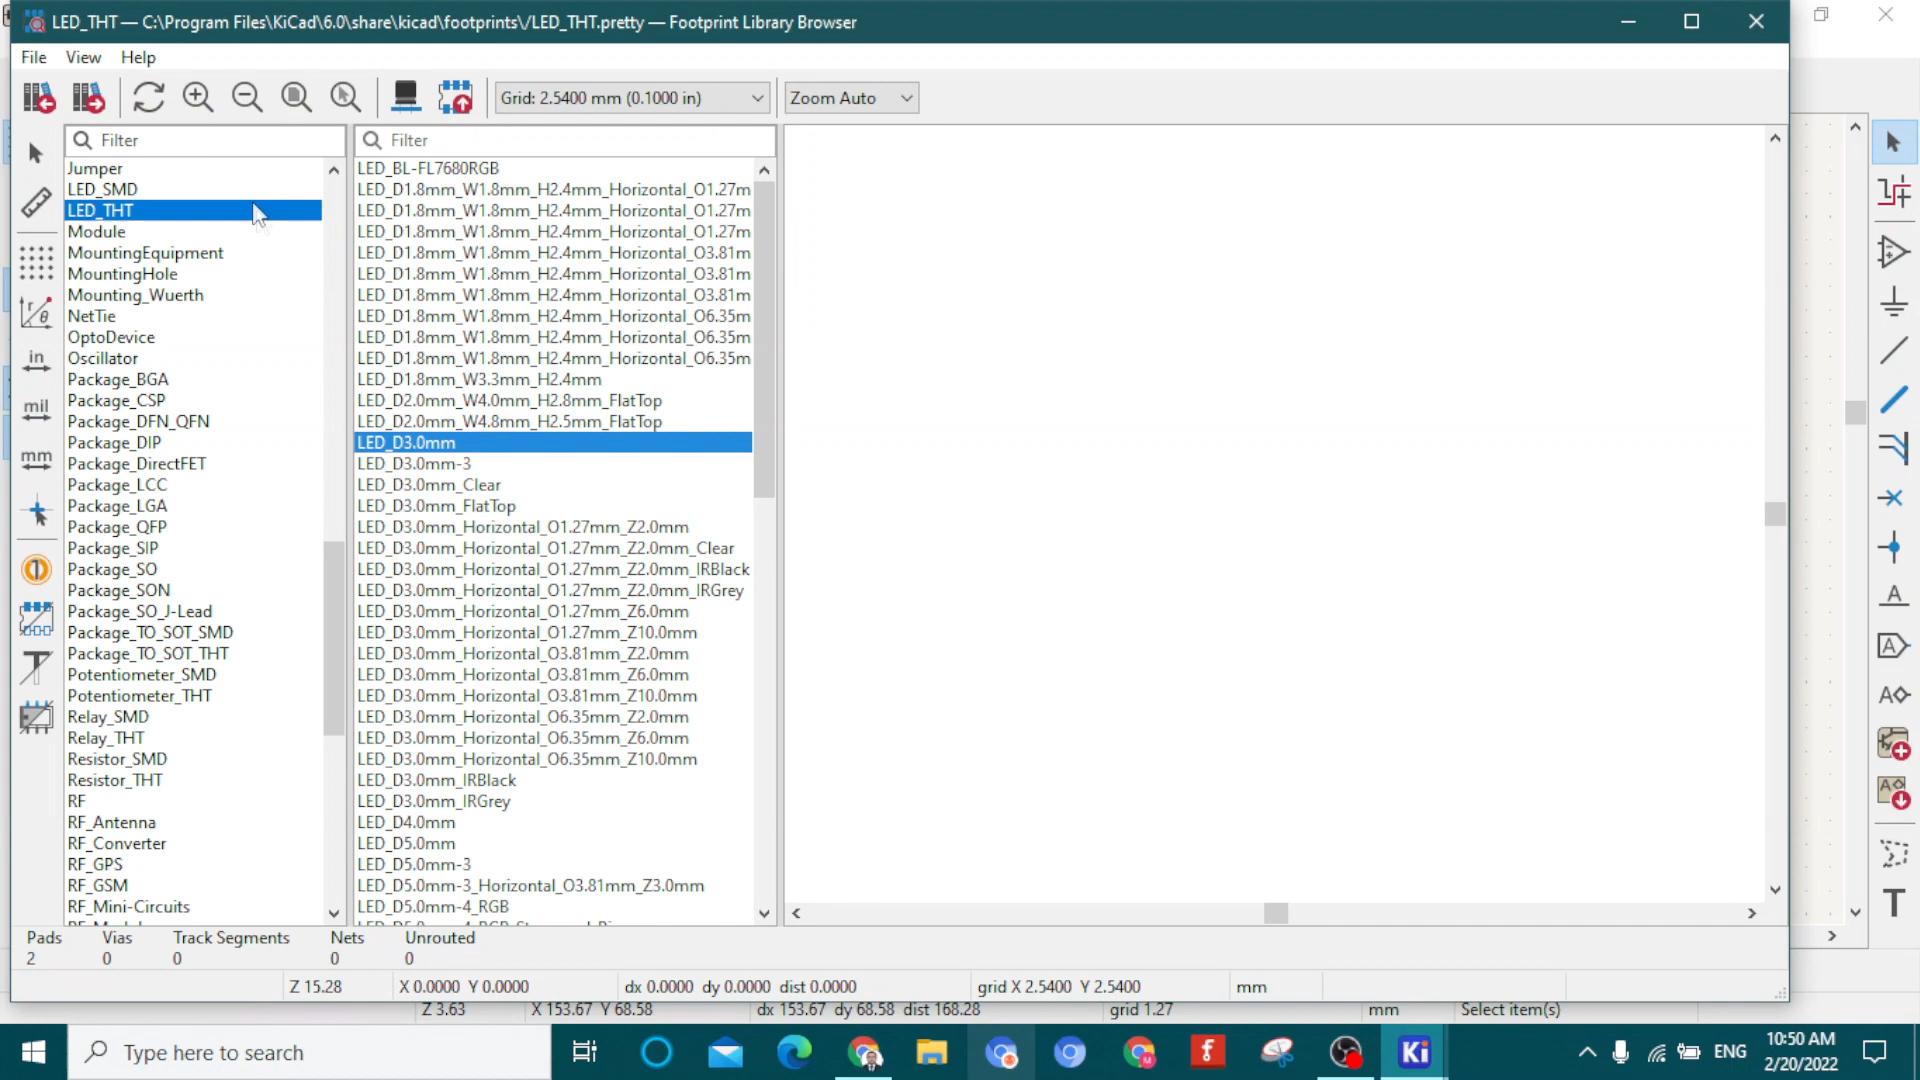 LED_THT — C:\Program Files\KiCad\6.0\share\kicad\footprints\/LED_THT.pretty — Footprint Library Browser
File View Help
Grid: 2.5400 mm (0.1000 in)
Zoom Auto
Filter
Filter
Jumper
LED_SMD
LED_THT
Module
MountingEquipment
MountingHole
Mounting_Wuerth
NetTie
OptoDevice
Oscillator
Package_BGA
Package_CSP
Package_DFN_QFN
Package_DIP
Package_DirectFET
Package_LCC
Package_LGA
Package_QFP
Package_SIP
Package_SO
Package_SON
Package_SO_J-Lead
Package_TO_SOT_SMD
Package_TO_SOT_THT
Potentiometer_SMD
Potentiometer_THT
Relay_SMD
Relay_THT
Resistor_SMD
Resistor_THT
RF
RF_Antenna
RF_Converter
RF_GPS
RF_GSM
RF_Mini-Circuits
LED_BL-FL7680RGB
LED_D1.8mm_W1.8mm_H2.4mm_Horizontal_O1.27m
LED_D1.8mm_W1.8mm_H2.4mm_Horizontal_O1.27m
LED_D1.8mm_W1.8mm_H2.4mm_Horizontal_O1.27m
LED_D1.8mm_W1.8mm_H2.4mm_Horizontal_O3.81m
LED_D1.8mm_W1.8mm_H2.4mm_Horizontal_O3.81m
LED_D1.8mm_W1.8mm_H2.4mm_Horizontal_O3.81m
LED_D1.8mm_W1.8mm_H2.4mm_Horizontal_O6.35m
LED_D1.8mm_W1.8mm_H2.4mm_Horizontal_O6.35m
LED_D1.8mm_W1.8mm_H2.4mm_Horizontal_O6.35m
LED_D1.8mm_W3.3mm_H2.4mm
LED_D2.0mm_W4.0mm_H2.8mm_FlatTop
LED_D2.0mm_W4.8mm_H2.5mm_FlatTop
LED_D3.0mm
LED_D3.0mm-3
LED_D3.0mm_Clear
LED_D3.0mm_FlatTop
LED_D3.0mm_Horizontal_O1.27mm_Z2.0mm
LED_D3.0mm_Horizontal_O1.27mm_Z2.0mm_Clear
LED_D3.0mm_Horizontal_O1.27mm_Z2.0mm_IRBlack
LED_D3.0mm_Horizontal_O1.27mm_Z2.0mm_IRGrey
LED_D3.0mm_Horizontal_O1.27mm_Z6.0mm
LED_D3.0mm_Horizontal_O1.27mm_Z10.0mm
LED_D3.0mm_Horizontal_O3.81mm_Z2.0mm
LED_D3.0mm_Horizontal_O3.81mm_Z6.0mm
LED_D3.0mm_Horizontal_O3.81mm_Z10.0mm
LED_D3.0mm_Horizontal_O6.35mm_Z2.0mm
LED_D3.0mm_Horizontal_O6.35mm_Z6.0mm
LED_D3.0mm_Horizontal_O6.35mm_Z10.0mm
LED_D3.0mm_IRBlack
LED_D3.0mm_IRGrey
LED_D4.0mm
LED_D5.0mm
LED_D5.0mm-3
LED_D5.0mm-3_Horizontal_O3.81mm_Z3.0mm
LED_D5.0mm-4_RGB
in
mil
mm
Pads Vias Track Segments Nets Unrouted
2 0 0 0 0
Z 15.28 X 0.0000 Y 0.0000 dx 0.0000 dy 0.0000 dist 0.0000 grid X 2.5400 Y 2.5400 mm
Z 3.63 X 153.67 Y 68.58 dx 153.67 dy 68.58 dist 168.28 grid 1.27 mm Select item(s)
Type here to search
Ki
ENG
10:50 AM
2/20/2022